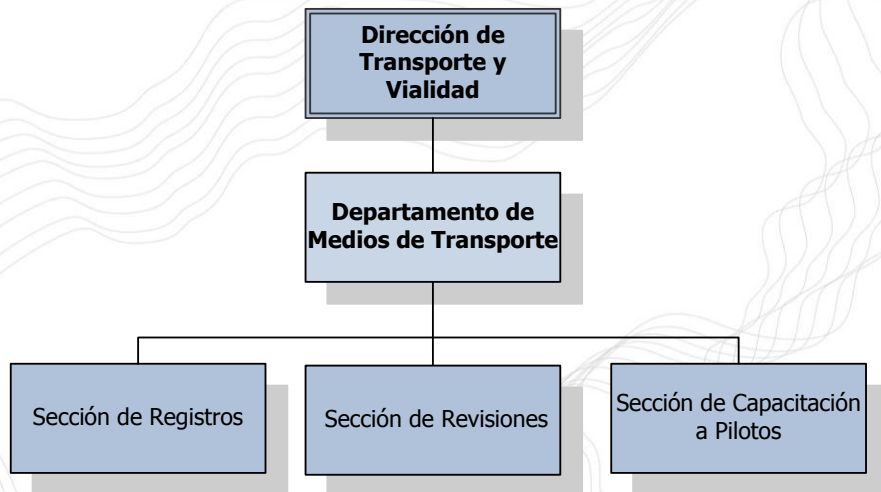 Dirección de
Transporte y
Vialidad
Departamento de
Medios de Transporte
Sección de Registros
Sección de Revisiones
Sección de Capacitación
a Pilotos